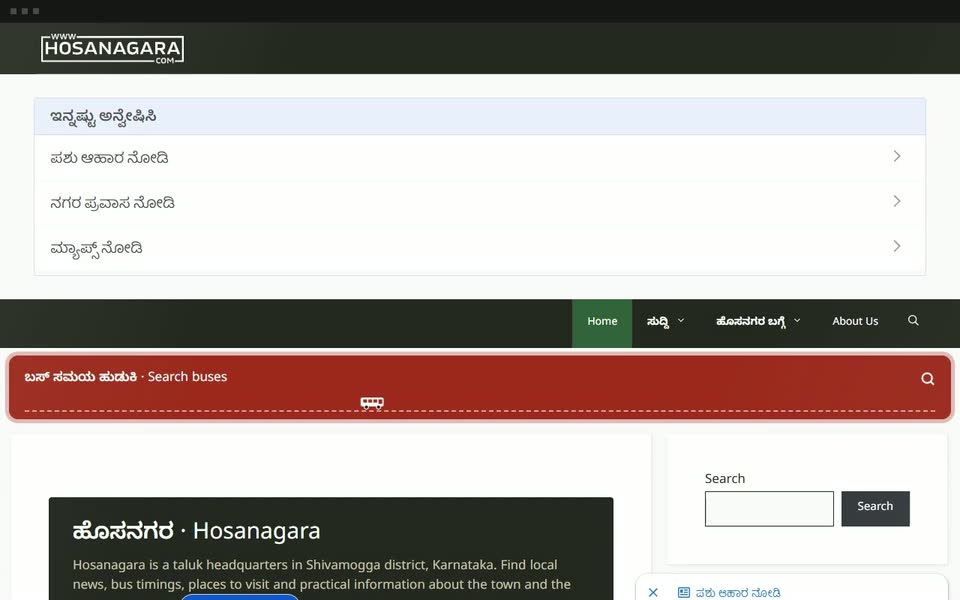 WWW
HOSANAGARA
COM
ಇನ್ನಷ್ಟು ಅನ್ವೇಷಿಸಿ
ಪಶು ಆಹಾರ ನೋಡಿ
ನಗರ ಪ್ರವಾಸ ನೋಡಿ
ಮ್ಯಾಪ್ಸ್ ನೋಡಿ
Home ಸುದ್ದಿ ಹೊಸನಗರ ಬಗ್ಗೆ About Us
ಬಸ್ ಸಮಯ ಹುಡುಕಿ · Search buses
Search
Search
ಹೊಸನಗರ · Hosanagara
Hosanagara is a taluk headquarters in Shivamogga district, Karnataka. Find local
news, bus timings, places to visit and practical information about the town and the
ಪಶು ಆಹಾರ ನೋಡಿ